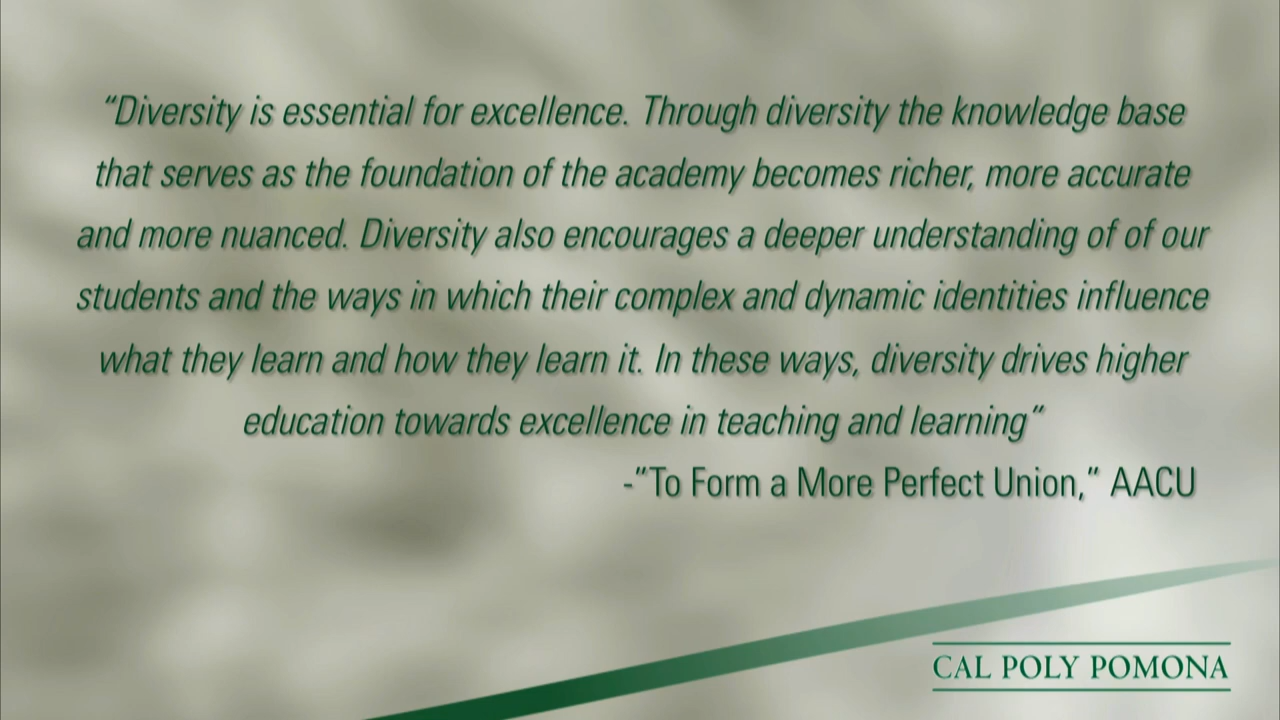 “Diversity is essential for excellence. Through diversity the knowledge base
that serves as the foundation of the academy becomes richer, more accurate
and more nuanced. Diversity also encourages a deeper understanding of of our
students and the ways in which their complex and dynamic identities influence
what they learn and how they learn it. In these ways, diversity drives higher
education towards excellence in teaching and learning”
-“To Form a More Perfect Union,” AACU
CAL POLY POMONA